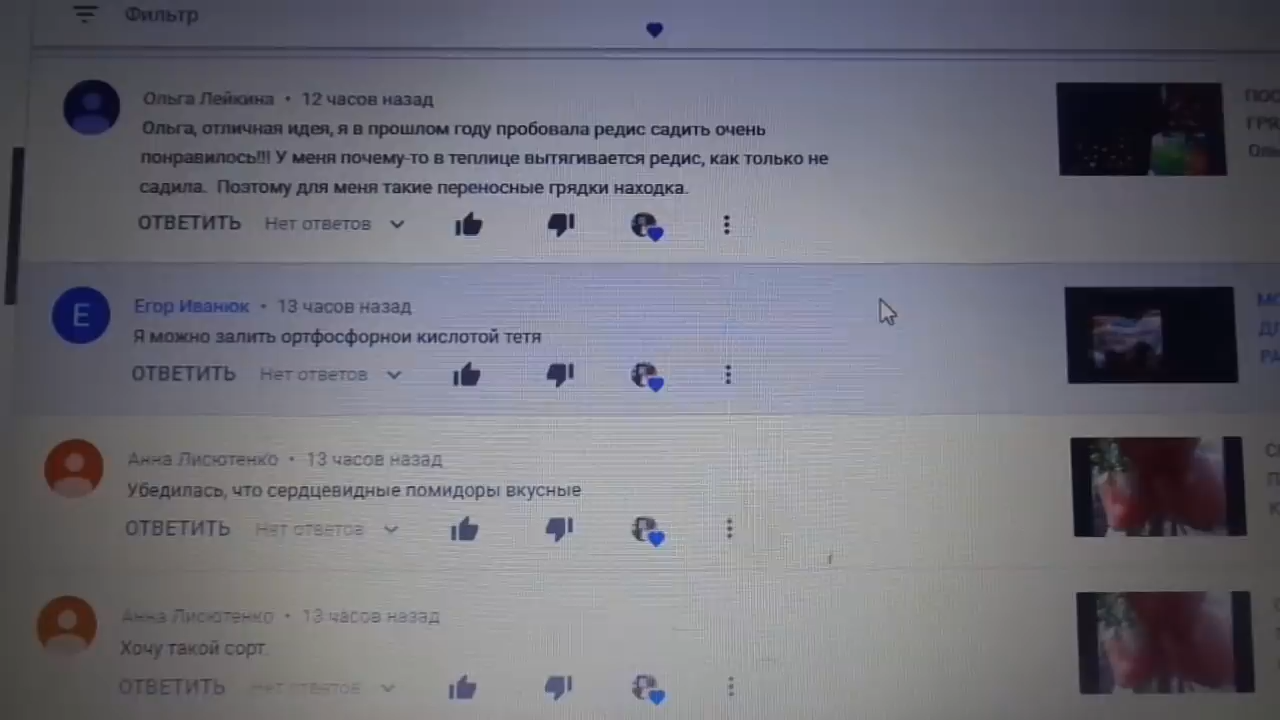 Фильтр
Ольга Лейкина • 12 часов назад
Ольга, отличная идея, я в прошлом году пробовала редис садить очень
понравилось!!! У меня почему-то в теплице вытягивается редис, как только не
садила. Поэтому для меня такие переносные грядки находка.
ОТВЕТИТЬ Нет ответов
Е
Егор Иванюк • 13 часов назад
Я можно залить ортфосфорнои кислотой тетя
ОТВЕТИТЬ Нет ответов
Анна Лисютенко • 13 часов назад
Убедилась, что сердцевидные помидоры вкусные
ОТВЕТИТЬ Нет ответов
Анна Лисютенко • 13 часов назад
Хочу такой сорт.
ОТВЕТИТЬ Нет ответов